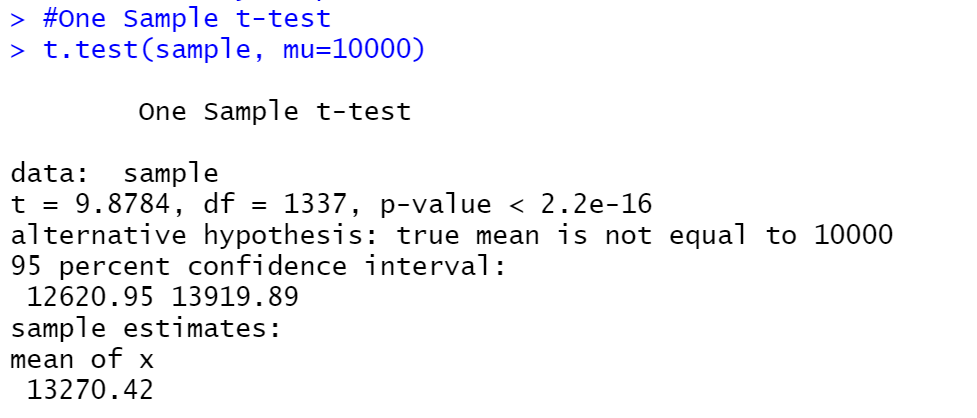 > #One Sample t-test
> t.test(sample, mu=10000)
One Sample t-test
data:  sample
t = 9.8784, df = 1337, p-value < 2.2e-16
alternative hypothesis: true mean is not equal to 10000
95 percent confidence interval:
12620.95 13919.89
sample estimates:
mean of x
13270.42